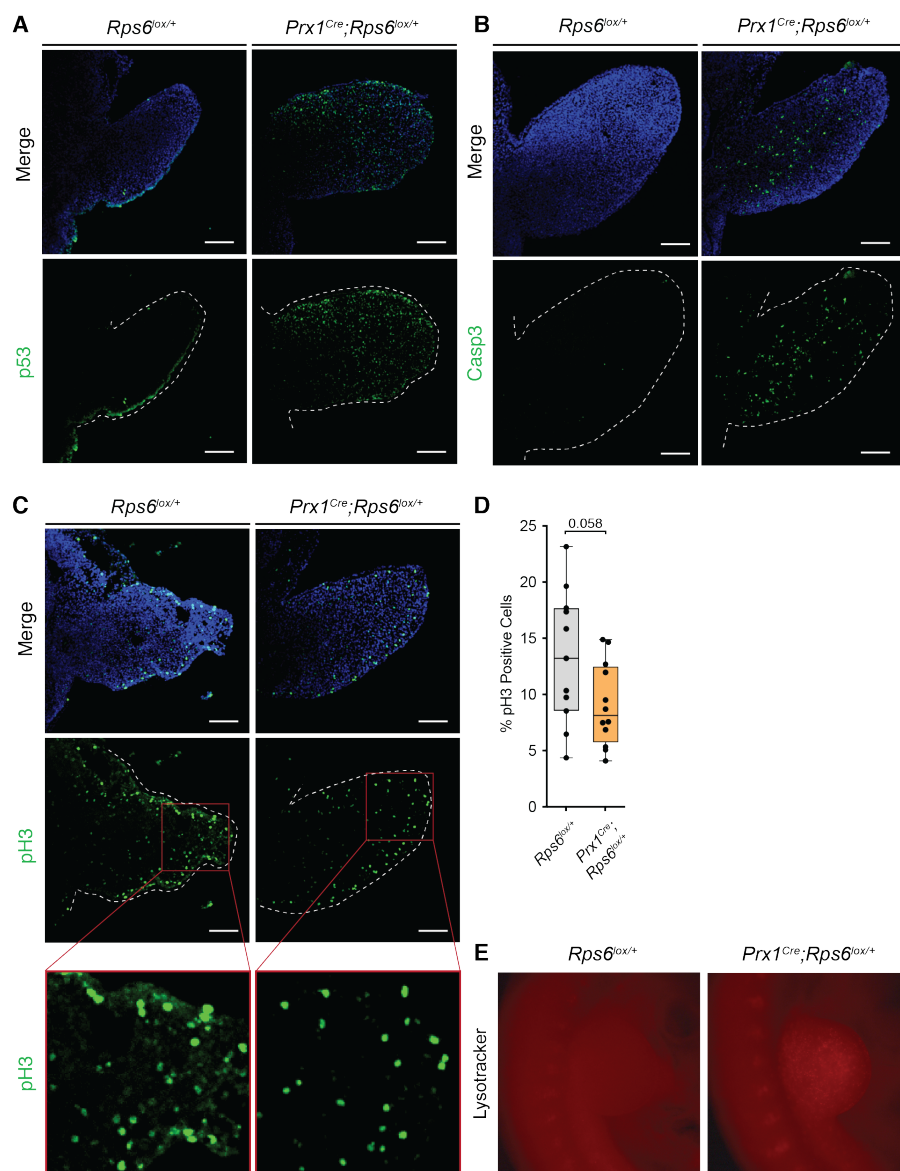 A
Rps6lox/+
Prx1Cre;Rps6lox/+
Merge
p53
B
Rps6lox/+
Prx1Cre;Rps6lox/+
Merge
Casp3
C
Rps6lox/+
Prx1Cre;Rps6lox/+
Merge
pH3
pH3
D
0.058
25
20
15
10
5
0
% pH3 Positive Cells
Rps6lox/+
Prx1Cre;
Rps6lox/+
E
Rps6lox/+
Prx1Cre;Rps6lox/+
Lysotracker